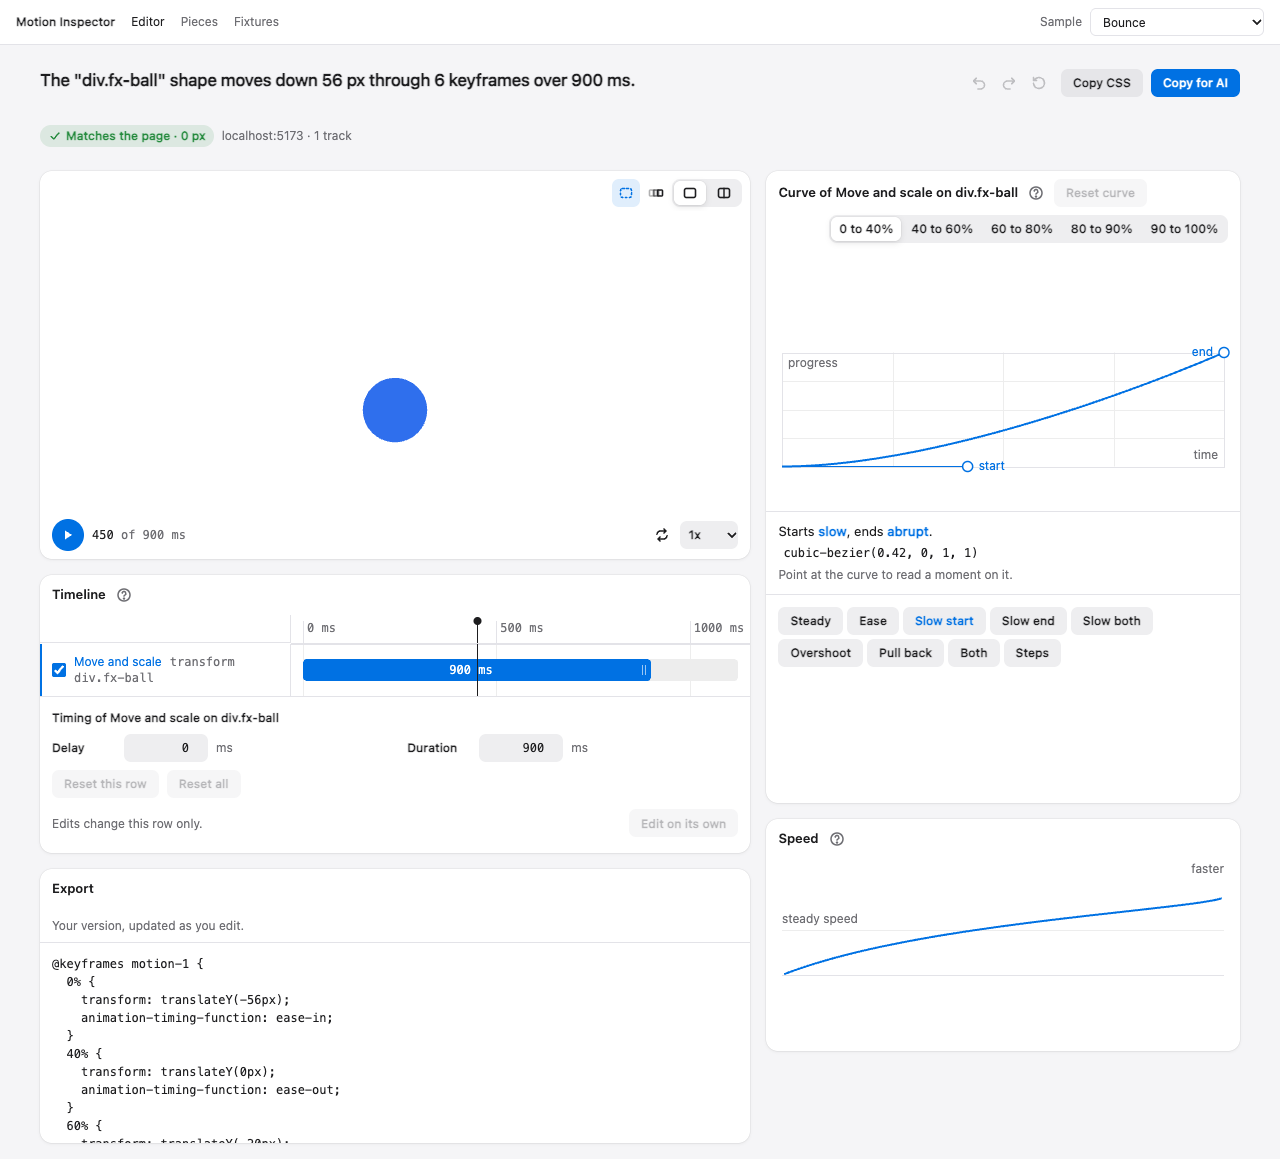 Motion Inspector Editor Pieces Fixtures Sample Bounce
The "div.fx-ball" shape moves down 56 px through 6 keyframes over 900 ms.
Copy CSS Copy for AI
Matches the page · 0 px localhost:5173 · 1 track
450 of 900 ms 1x
Timeline
0 ms 500 ms 1000 ms
Move and scale transform
div.fx-ball
900 ms
Timing of Move and scale on div.fx-ball
Delay 0 ms Duration 900 ms
Reset this row Reset all
Edits change this row only. Edit on its own
Export
Your version, updated as you edit.
@keyframes motion-1 {
0% {
transform: translateY(-56px);
animation-timing-function: ease-in;
}
40% {
transform: translateY(0px);
animation-timing-function: ease-out;
}
60% {
transform: translateY(-20px);
Curve of Move and scale on div.fx-ball Reset curve
0 to 40% 40 to 60% 60 to 80% 80 to 90% 90 to 100%
end
progress
time
start
Starts slow, ends abrupt.
cubic-bezier(0.42, 0, 1, 1)
Point at the curve to read a moment on it.
Steady Ease Slow start Slow end Slow both
Overshoot Pull back Both Steps
Speed
faster
steady speed